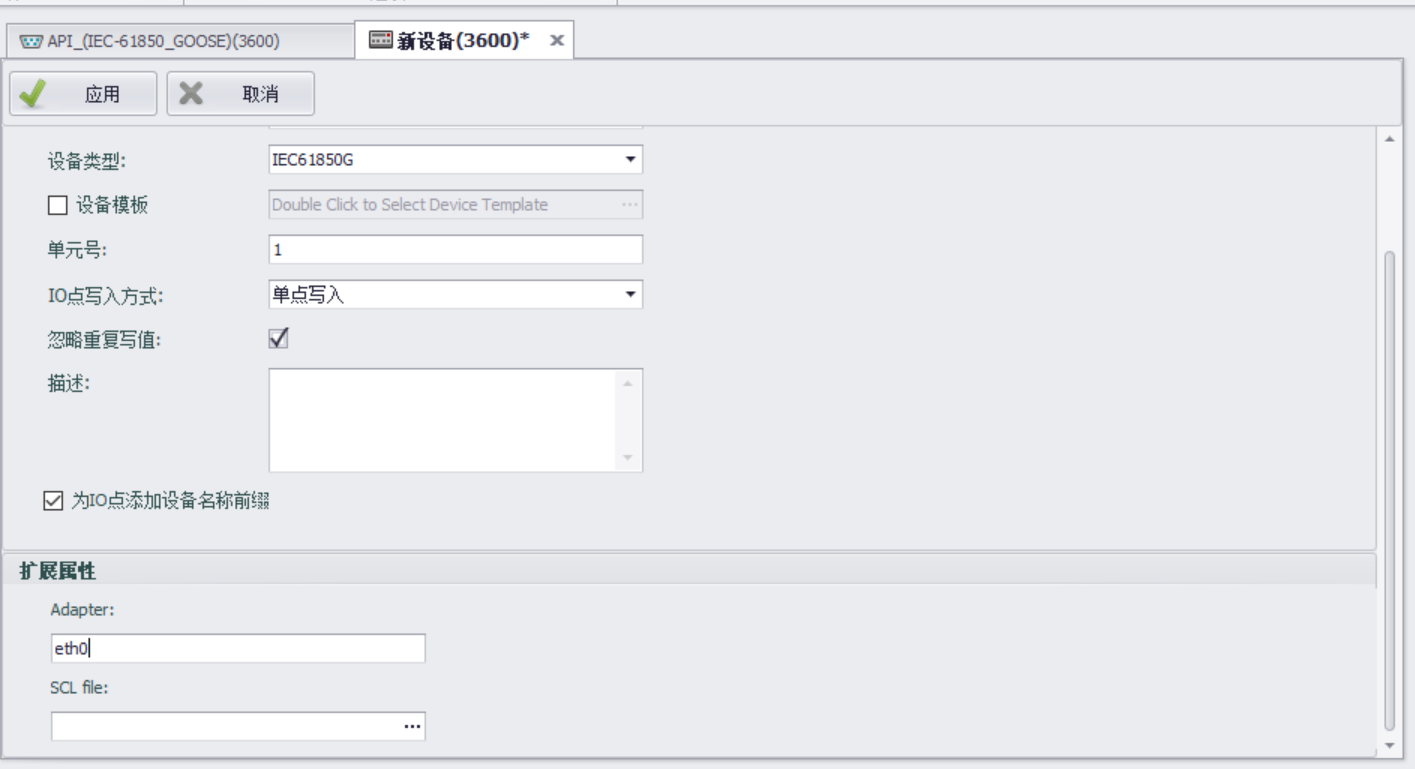 API_(IEC-61850_GOOSE)(3600)
新设备(3600)*
应用
取消
设备类型:
IEC61850G
设备模板
Double Click to Select Device Template
...
单元号:
1
IO点写入方式:
单点写入
忽略重复写值:
描述:
为IO点添加设备名称前缀
扩展属性
Adapter:
eth0
SCL file:
...